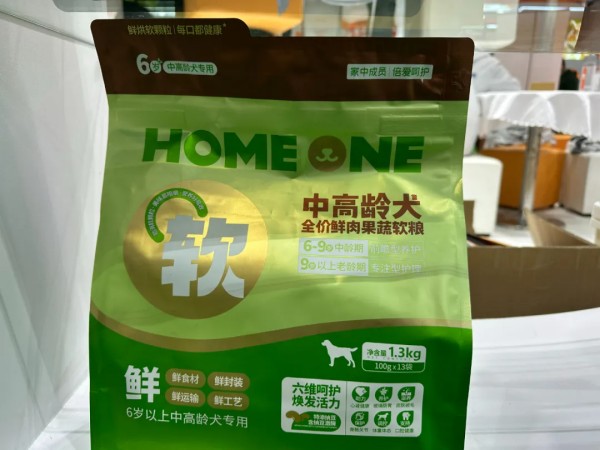 鲜烘软颗粒 | 每口都健康
6岁+ 中高龄犬专用
家中成员 | 倍爱呵护
HOME ONE
软
中高龄犬
全价鲜肉果蔬软粮
6-9岁 中龄期
9岁以上老龄期
净含量 1.3kg
100g x 13袋
鲜
鲜食材 鲜封装
鲜运输 鲜工艺
6岁以上中高龄犬专用
六维呵护
焕发活力